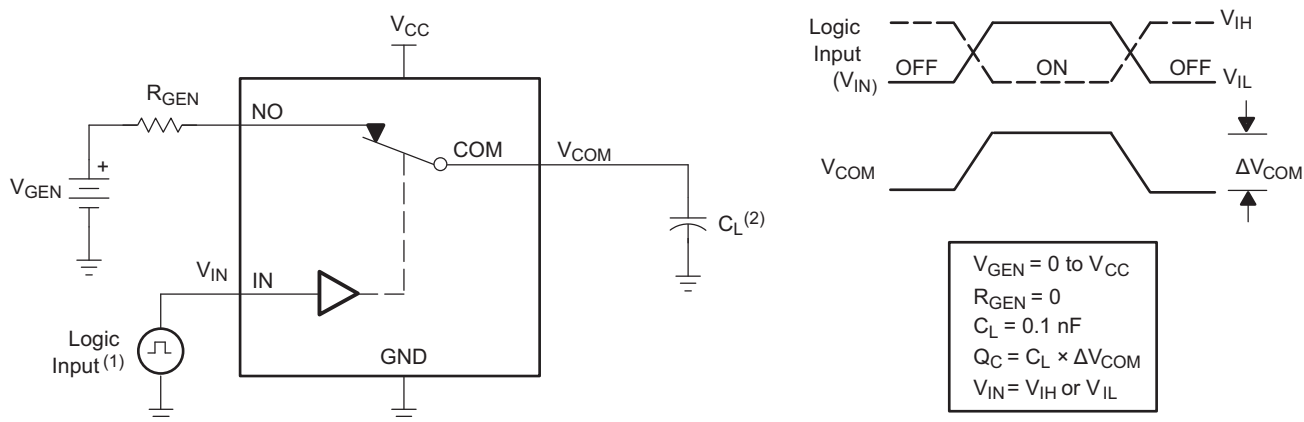 V_CC
R_GEN
NO
COM
V_COM
+
V_GEN
C_L(2)
V_IN
IN
Logic
Input(1)
GND
Logic
Input
(V_IN)
OFF
ON
OFF
V_IH
V_IL
V_COM
ΔV_COM
V_GEN = 0 to V_CC
R_GEN = 0
C_L = 0.1 nF
Q_C = C_L × ΔV_COM
V_IN = V_IH or V_IL